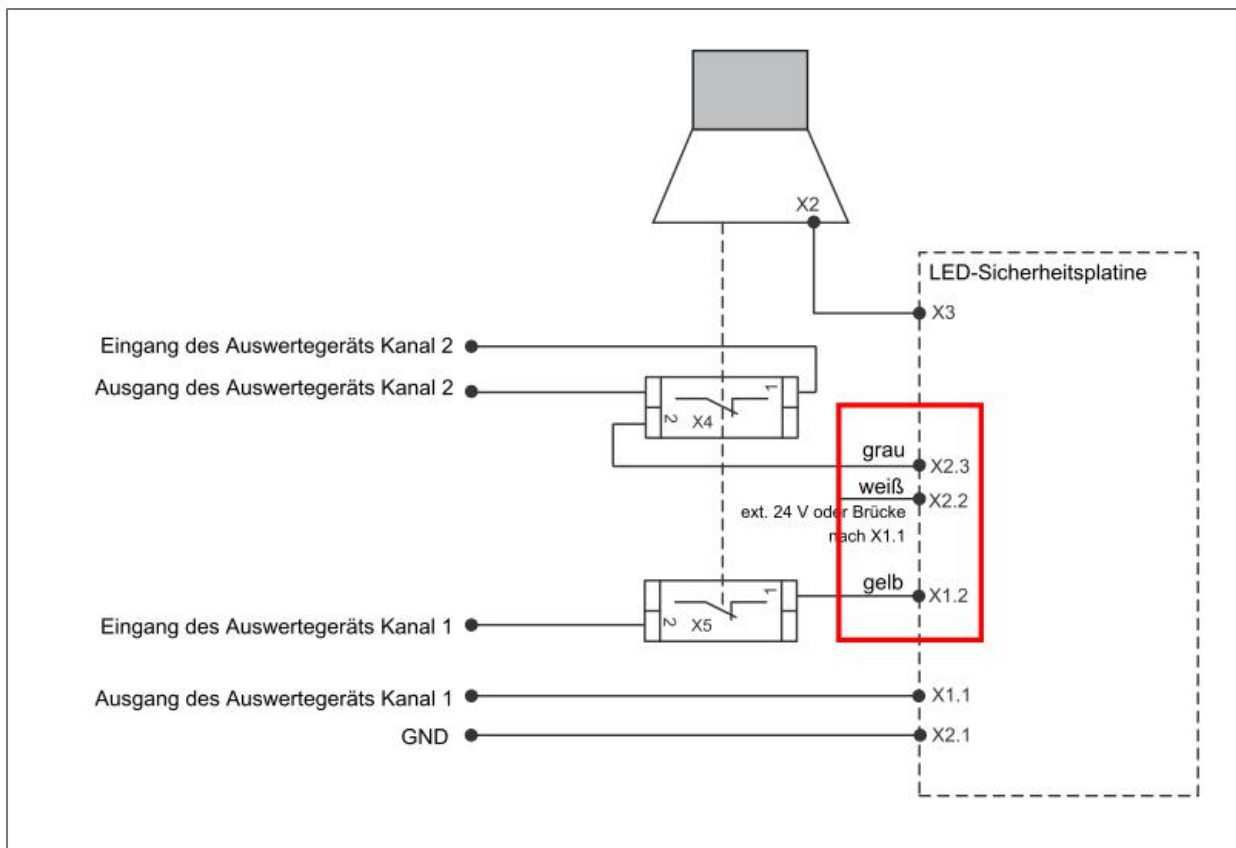 X2
LED-Sicherheitsplatine
X3
Eingang des Auswertegeräts Kanal 2
Ausgang des Auswertegeräts Kanal 2
1
2
X4
grau
X2.3
weiß
X2.2
ext. 24 V oder Brücke
nach X1.1
gelb
X1.2
1
2
X5
Eingang des Auswertegeräts Kanal 1
Ausgang des Auswertegeräts Kanal 1
X1.1
GND
X2.1